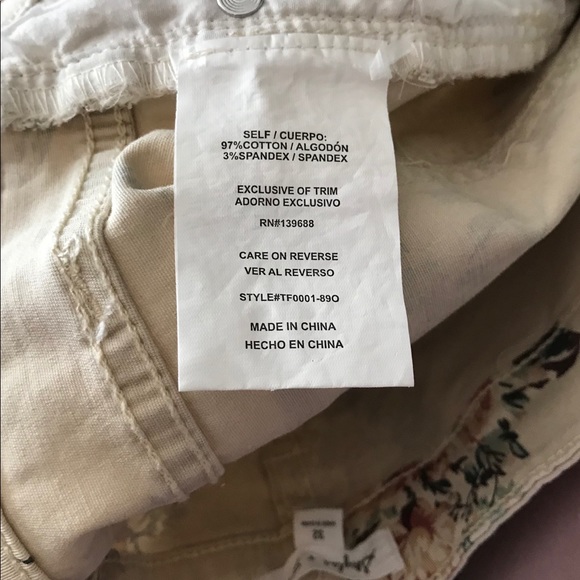 SELF / CUERPO:
97%COTTON / ALGODÓN
3%SPANDEX / SPANDEX
EXCLUSIVE OF TRIM
ADORNO EXCLUSIVO
RN#139688
CARE ON REVERSE
VER AL REVERSO
STYLE#TF0001-89O
MADE IN CHINA
HECHO EN CHINA